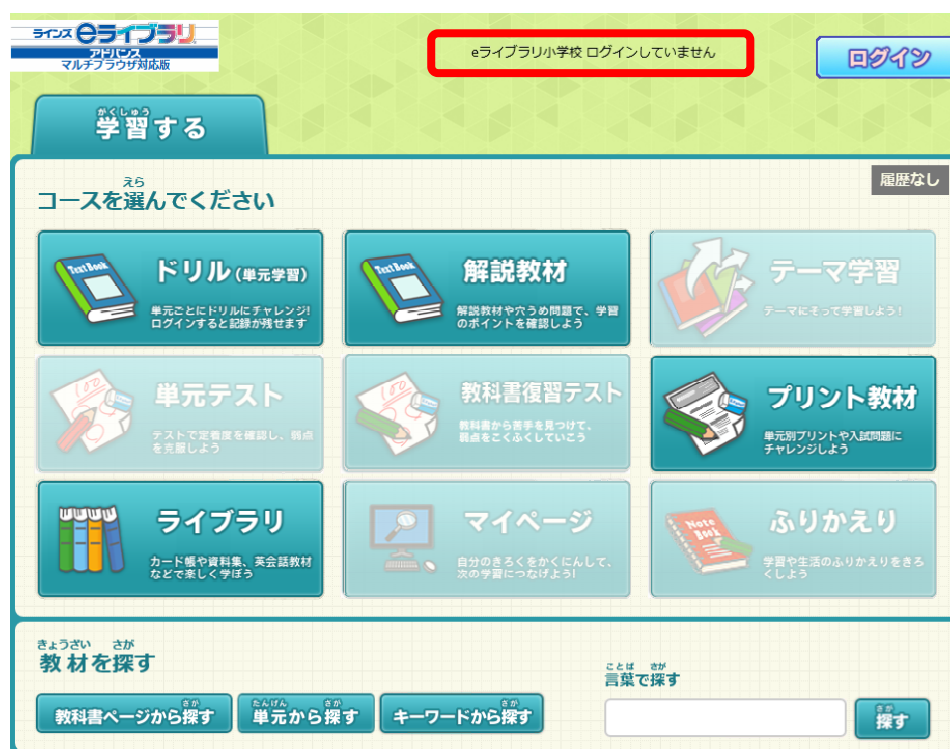 ラインズ eライブラリ
アドバンス
マルチブラウザ対応版
eライブラリ小学校 ログインしていません
ログイン
がくしゅう
学習する
履歴なし
えら
コースを選んでください
Text Book
ドリル(単元学習)
単元ごとにドリルにチャレンジ!
ログインすると記録が残せます
Text Book
解説教材
解説教材や穴うめ問題で、学習
のポイントを確認しよう
テーマ学習
テーマにそって学習しよう!
100
単元テスト
テストで定着度を確認し、弱点
を克服しよう
100
教科書復習テスト
教科書から苦手を見つけて、
弱点をこくふくしていこう
プリント教材
単元別プリントや入試問題に
チャレンジしよう
ライブラリ
カード帳や資料集、英会話教材
などで楽しく学ぼう
マイページ
自分のきろくをかくにんして、
次の学習につなげよう!
Note
Book
ふりかえり
学習や生活のふりかえりをきろ
くしよう
きょうざい さが
教材を探す
さが
教科書ページから探す
たんげん さが
単元から探す
さが
キーワードから探す
ことば さが
言葉で探す
さが
探す